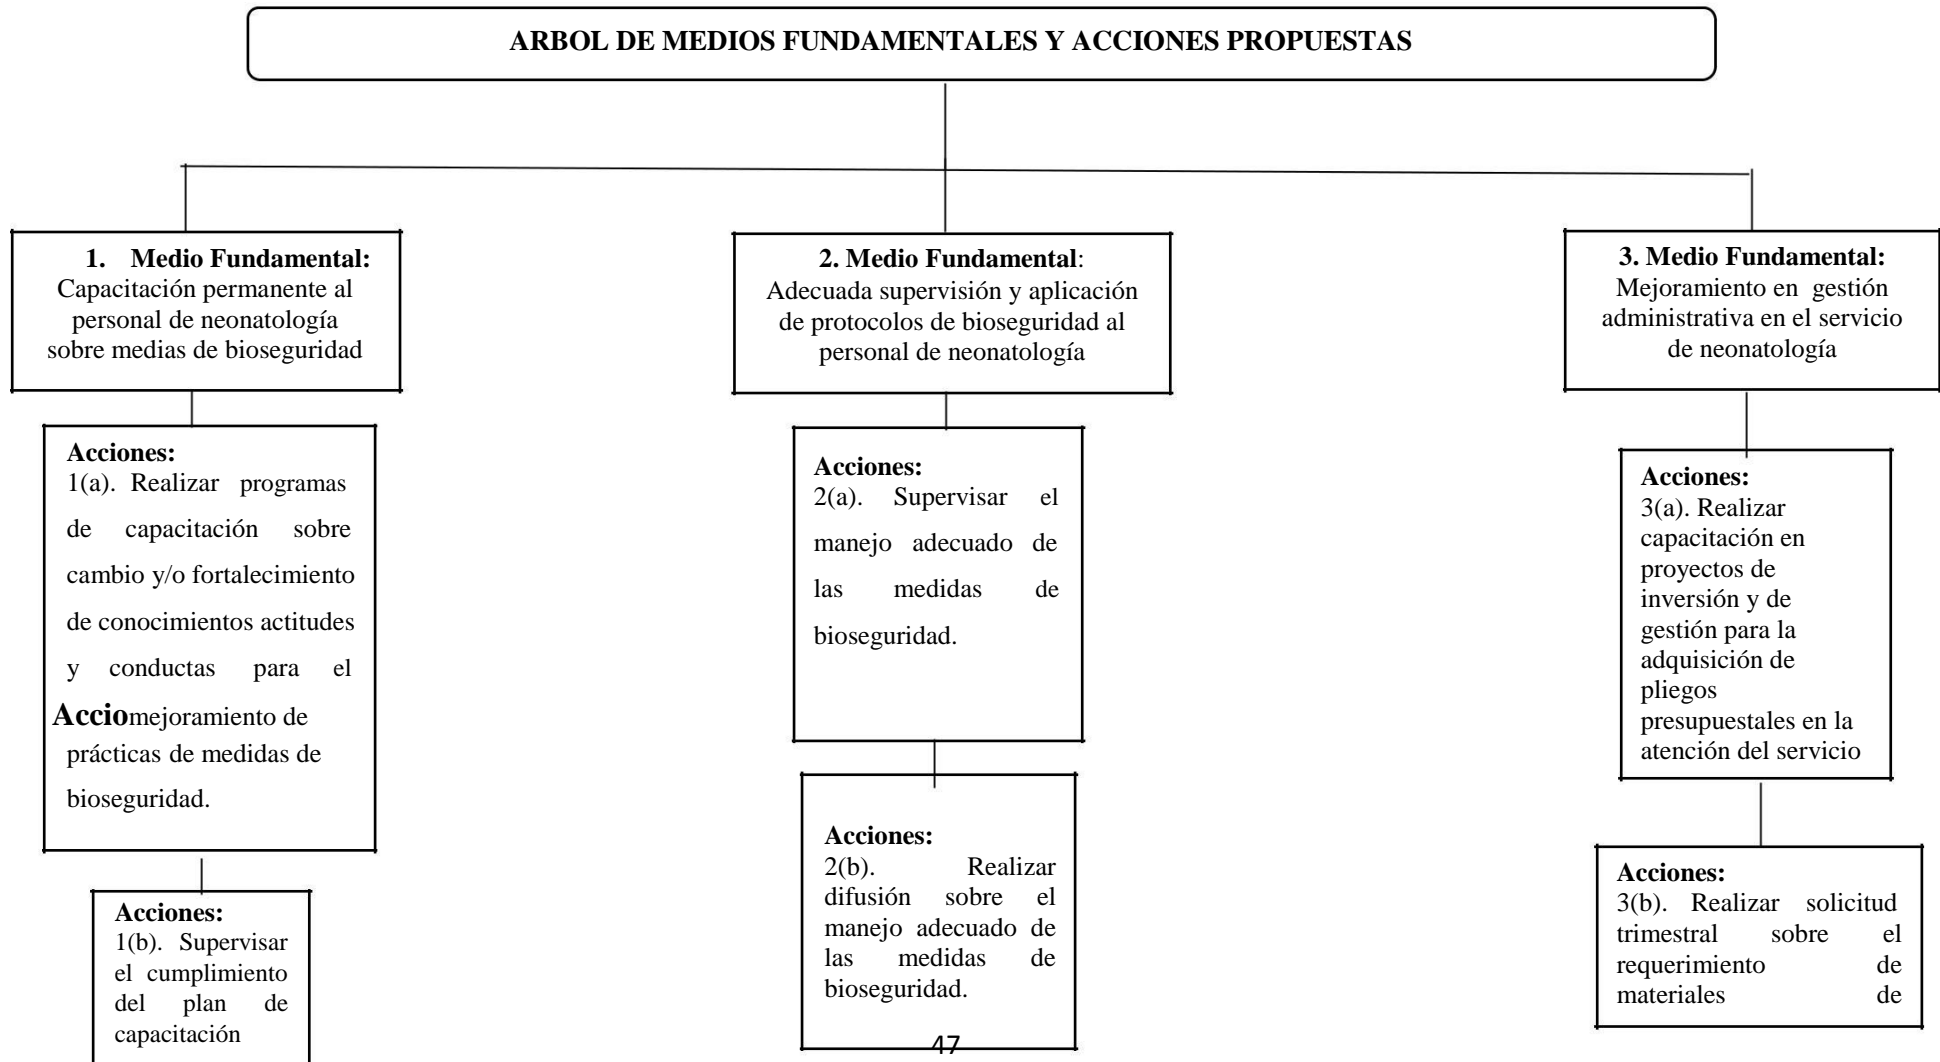 ARBOL DE MEDIOS FUNDAMENTALES Y ACCIONES PROPUESTAS
1. Medio Fundamental:
Capacitación permanente al
personal de neonatología
sobre medias de bioseguridad
Acciones:
1(a). Realizar programas
de capacitación sobre
cambio y/o fortalecimiento
de conocimientos actitudes
y conductas para el
Acciomejoramiento de
prácticas de medidas de
bioseguridad.
Acciones:
1(b). Supervisar
el cumplimiento
del plan de
capacitación
2. Medio Fundamental:
Adecuada supervisión y aplicación
de protocolos de bioseguridad al
personal de neonatología
Acciones:
2(a). Supervisar el
manejo adecuado de
las medidas de
bioseguridad.
Acciones:
2(b). Realizar
difusión sobre el
manejo adecuado de
las medidas de
bioseguridad.
3. Medio Fundamental:
Mejoramiento en gestión
administrativa en el servicio
de neonatología
Acciones:
3(a). Realizar
capacitación en
proyectos de
inversión y de
gestión para la
adquisición de
pliegos
presupuestales en la
atención del servicio
Acciones:
3(b). Realizar solicitud
trimestral sobre el
requerimiento de
materiales de
47